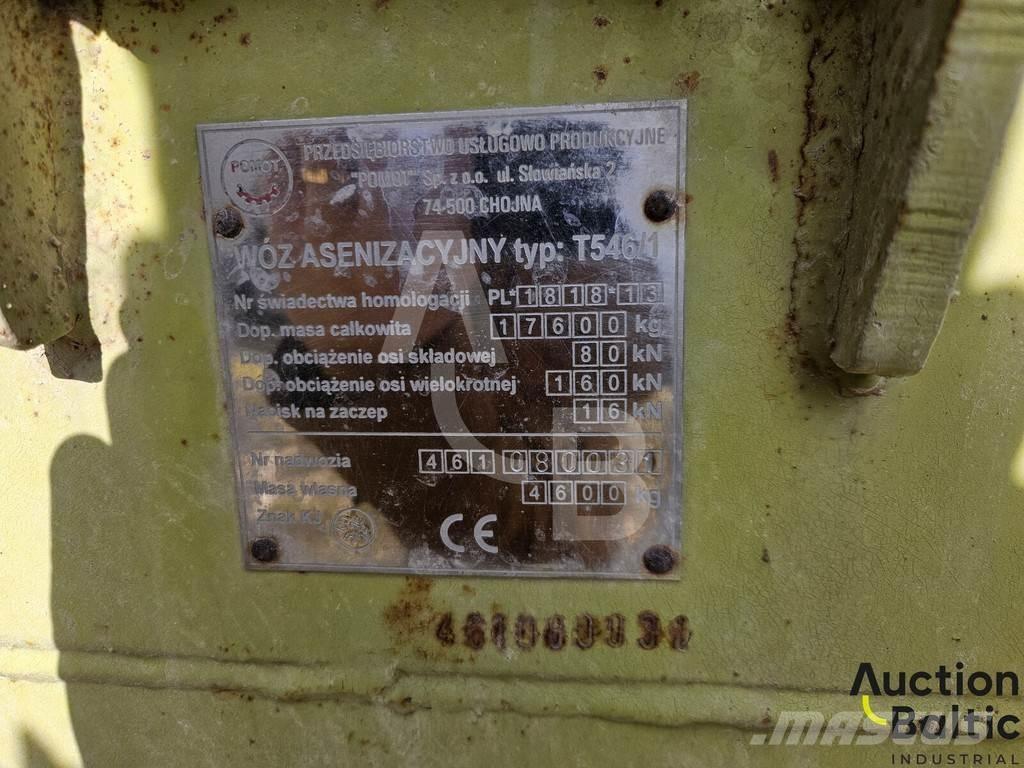 POMOT
PRZEDSIĘBIORSTWO USŁUGOWO PRODUKCYJNE
"POMOT" Sp. z o.o. ul. Słowiańska 2
74-500 CHOJNA
WÓZ ASENIZACYJNY typ: T546/1
Nr świadectwa homologacji PL*1818*13
Dop. masa całkowita 17600 kg
Dop. obciążenie osi składowej 80 kN
Dop. obciążenie osi wielokrotnej 160 kN
Nacisk na zaczep 16 kN
Nr nadwozia 461080031
Masa własna 4600 kg
Znak KJ
CE
AB
461080031
Auction
Baltic
INDUSTRIAL
MASCUS